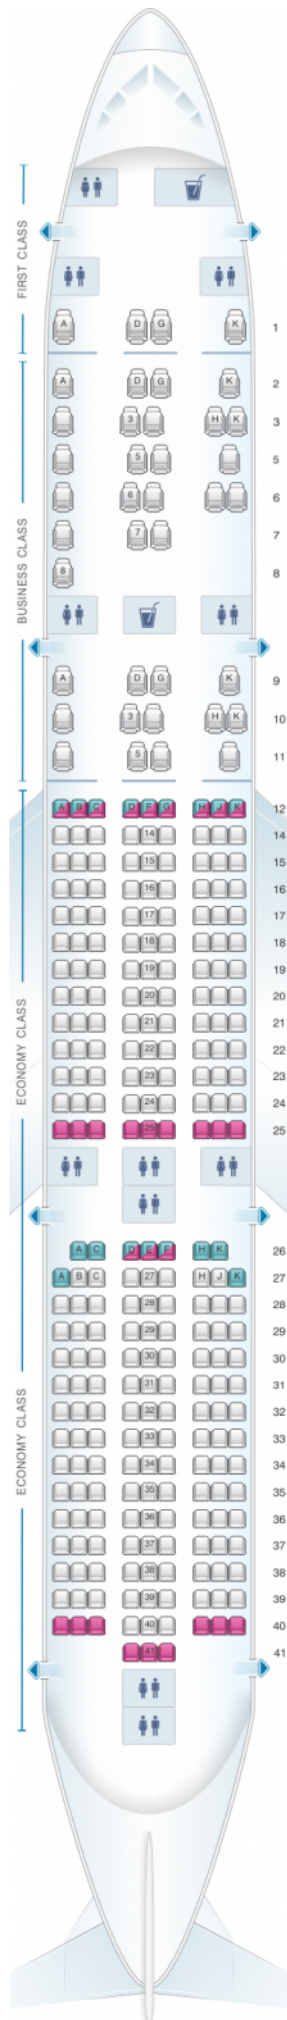 FIRST CLASS
A D G K 1
BUSINESS CLASS
A D G K 2
3 H K 3
5 5
6 6
7 7
8 8
A D G K 9
3 H K 10
5 11
ECONOMY CLASS
A B C D F G H J K 12
14 14
15 15
16 16
17 17
18 18
19 19
20 20
21 21
22 22
23 23
24 24
25 25
ECONOMY CLASS
A C D E F H K 26
A B C 27 H J K 27
28 28
29 29
30 30
31 31
32 32
33 33
34 34
35 35
36 36
37 37
38 38
39 39
40 40
41 41